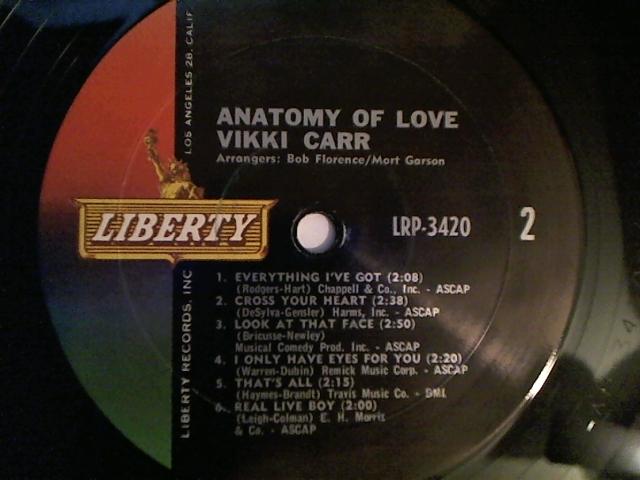 ANATOMY OF LOVE
VIKKI CARR
Arrangers: Bob Florence/Mort Garson
LIBERTY
LRP-3420
2
1. EVERYTHING I'VE GOT (2:08)
(Rodgers-Hart) Chappell & Co., Inc. - ASCAP
2. CROSS YOUR HEART (2:38)
(DeSylva-Gensler) Harms, Inc. - ASCAP
3. LOOK AT THAT FACE (2:50)
(Bricusse-Newley)
Musical Comedy Prod. Inc. - ASCAP
4. I ONLY HAVE EYES FOR YOU (2:20)
(Warren-Dubin) Remick Music Corp. - ASCAP
5. THAT'S ALL (2:15)
(Haymes-Brandt) Travis Music Co. - BMI
6. REAL LIVE BOY (2:00)
(Leigh-Colman) E. H. Morris
& Co. - ASCAP
LIBERTY RECORDS, INC
LOS ANGELES 28, CALIF